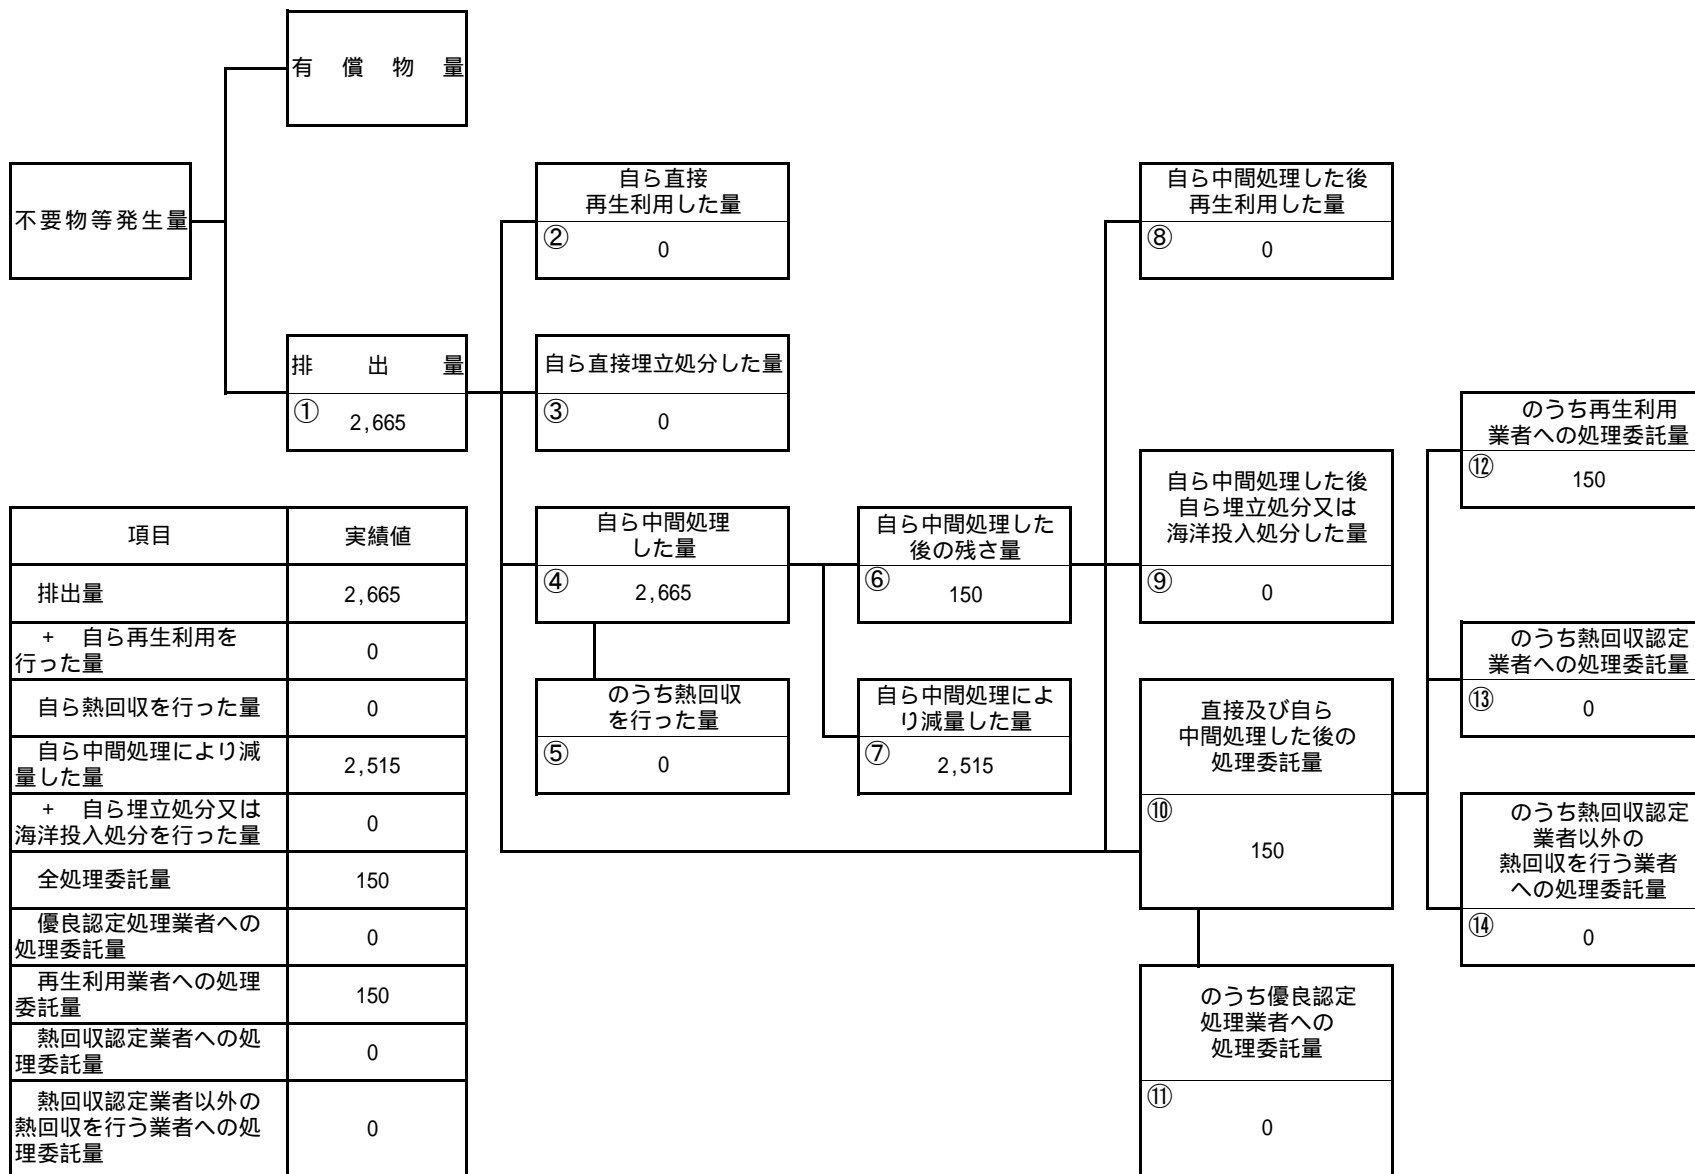 有償物量
不要物等発生量
排出量
① 2,665
自ら直接
再生利用した量
② 0
自ら直接埋立処分した量
③ 0
自ら中間処理
した量
④ 2,665
のうち熱回収
を行った量
⑤ 0
自ら中間処理した
後の残さ量
⑥ 150
自ら中間処理によ
り減量した量
⑦ 2,515
自ら中間処理した後
再生利用した量
⑧ 0
自ら中間処理した後
自ら埋立処分又は
海洋投入処分した量
⑨ 0
直接及び自ら
中間処理した後の
処理委託量
⑩ 150
のうち優良認定
処理業者への
処理委託量
⑪ 0
のうち再生利用
業者への処理委託量
⑫ 150
のうち熱回収認定
業者への処理委託量
⑬ 0
のうち熱回収認定
業者以外の
熱回収を行う業者
への処理委託量
⑭ 0
項目 実績値
排出量 2,665
+ 自ら再生利用を
行った量 0
自ら熱回収を行った量 0
自ら中間処理により減
量した量 2,515
+ 自ら埋立処分又は
海洋投入処分を行った量 0
全処理委託量 150
優良認定処理業者への
処理委託量 0
再生利用業者への処理
委託量 150
熱回収認定業者への処
理委託量 0
熱回収認定業者以外の
熱回収を行う業者への処
理委託量 0